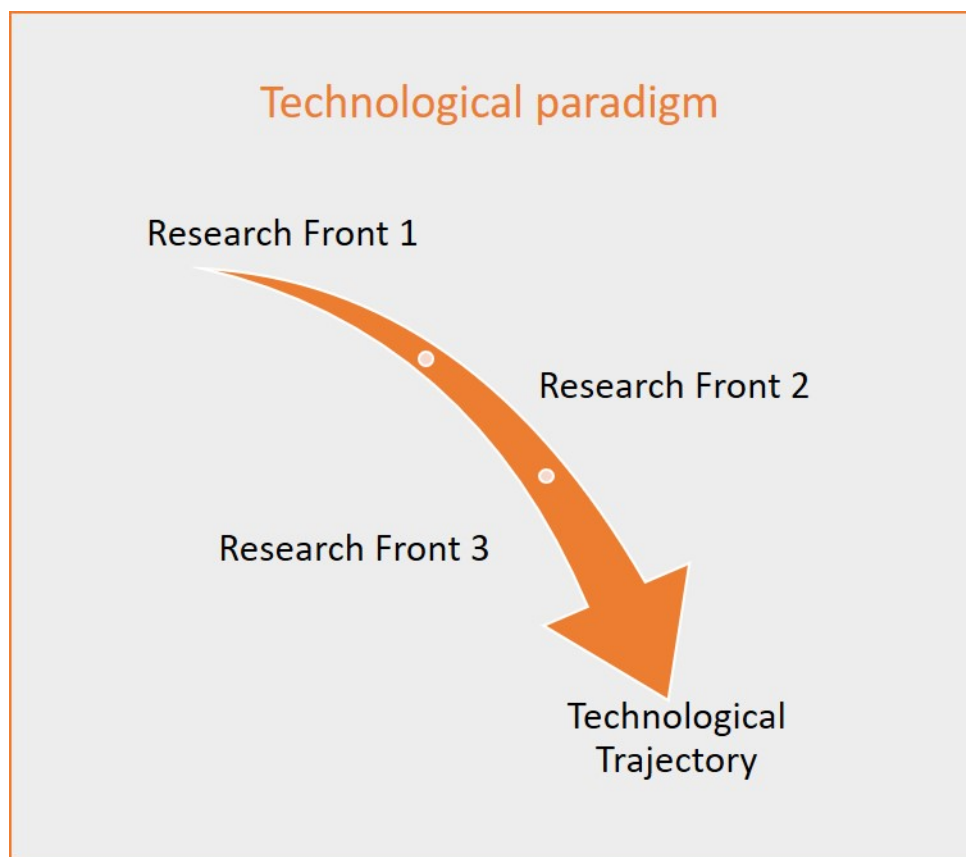 Technological paradigm
Research Front 1
Research Front 2
Research Front 3
Technological
Trajectory